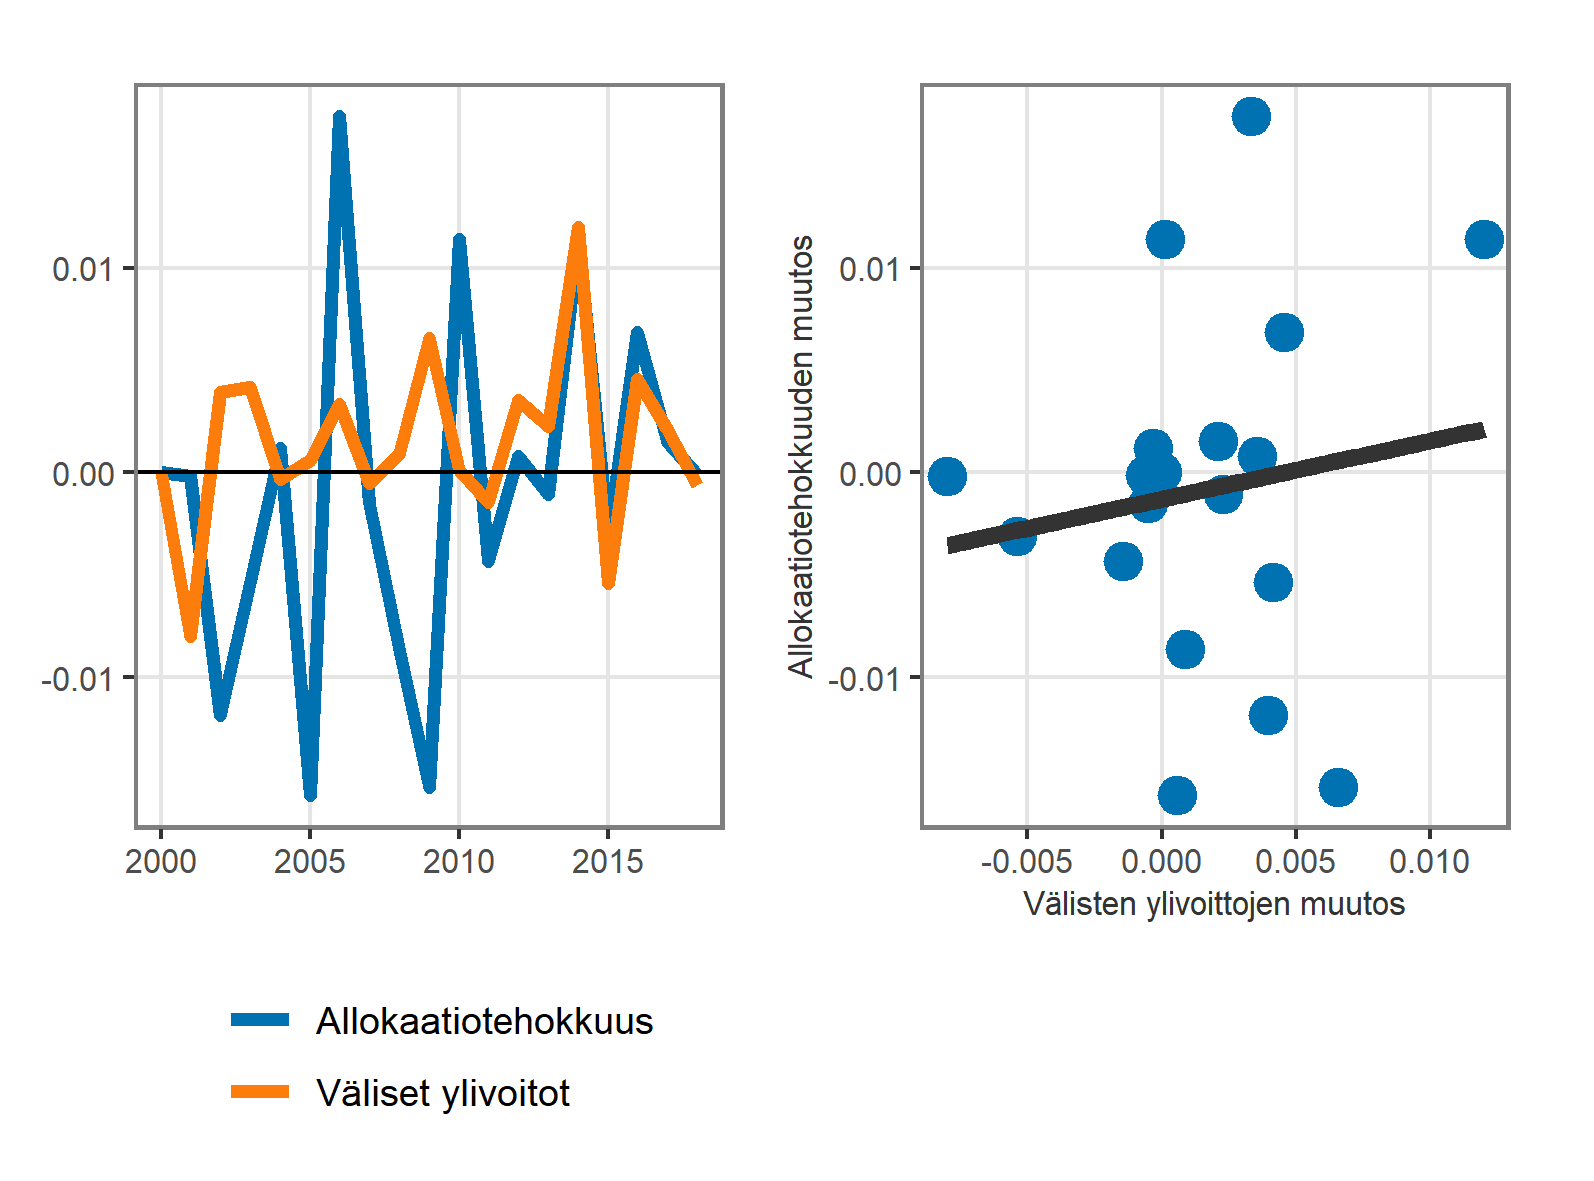 0.01
0.00
-0.01
2000 2005 2010 2015
Allokaatiotehokkuus
Väliset ylivoitot
Allokaatiotehokkuuden muutos
0.01
0.00
-0.01
-0.005 0.000 0.005 0.010
Välisten ylivoittojen muutos